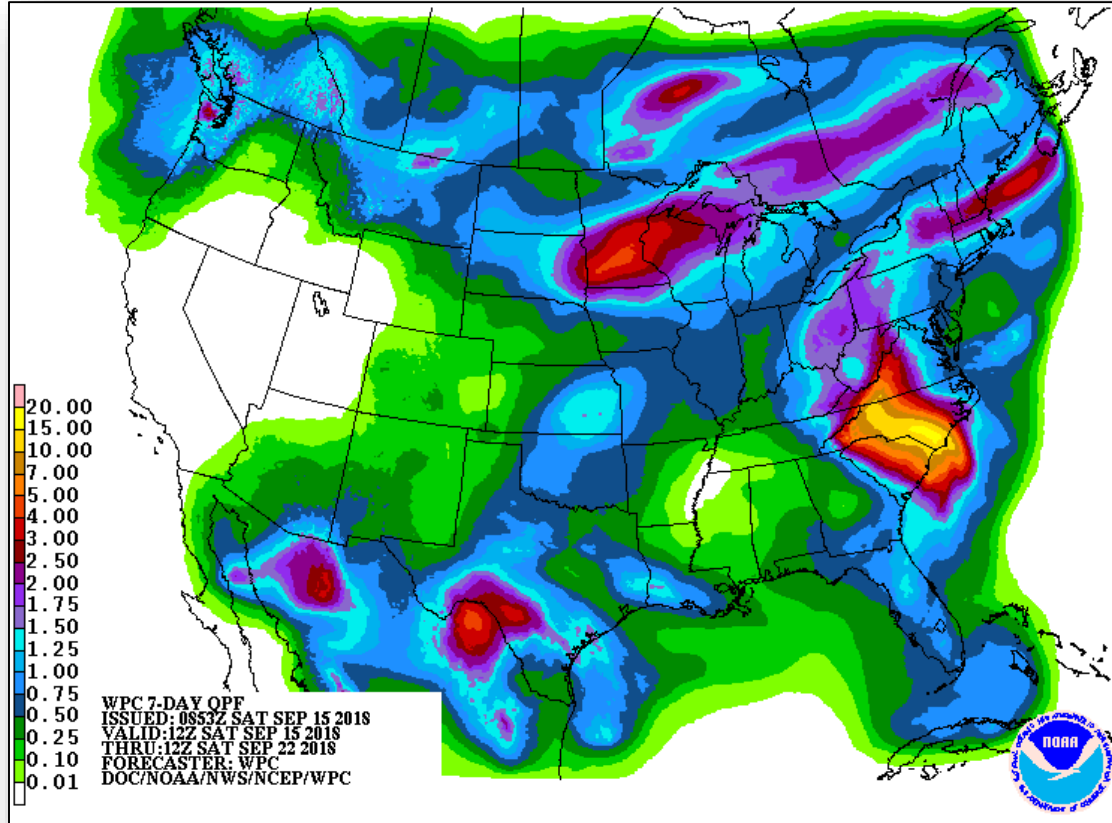 20.00
15.00
10.00
7.00
5.00
4.00
3.00
2.50
2.00
1.75
1.50
1.25
1.00
0.75
0.50
0.25
0.10
0.01
WPC 7-DAY QPF
ISSUED: 0853Z SAT SEP 15 2018
VALID: 12Z SAT SEP 15 2018
THRU: 12Z SAT SEP 22 2018
FORECASTER: WPC
DOC/NOAA/NWS/NCEP/WPC
NOAA